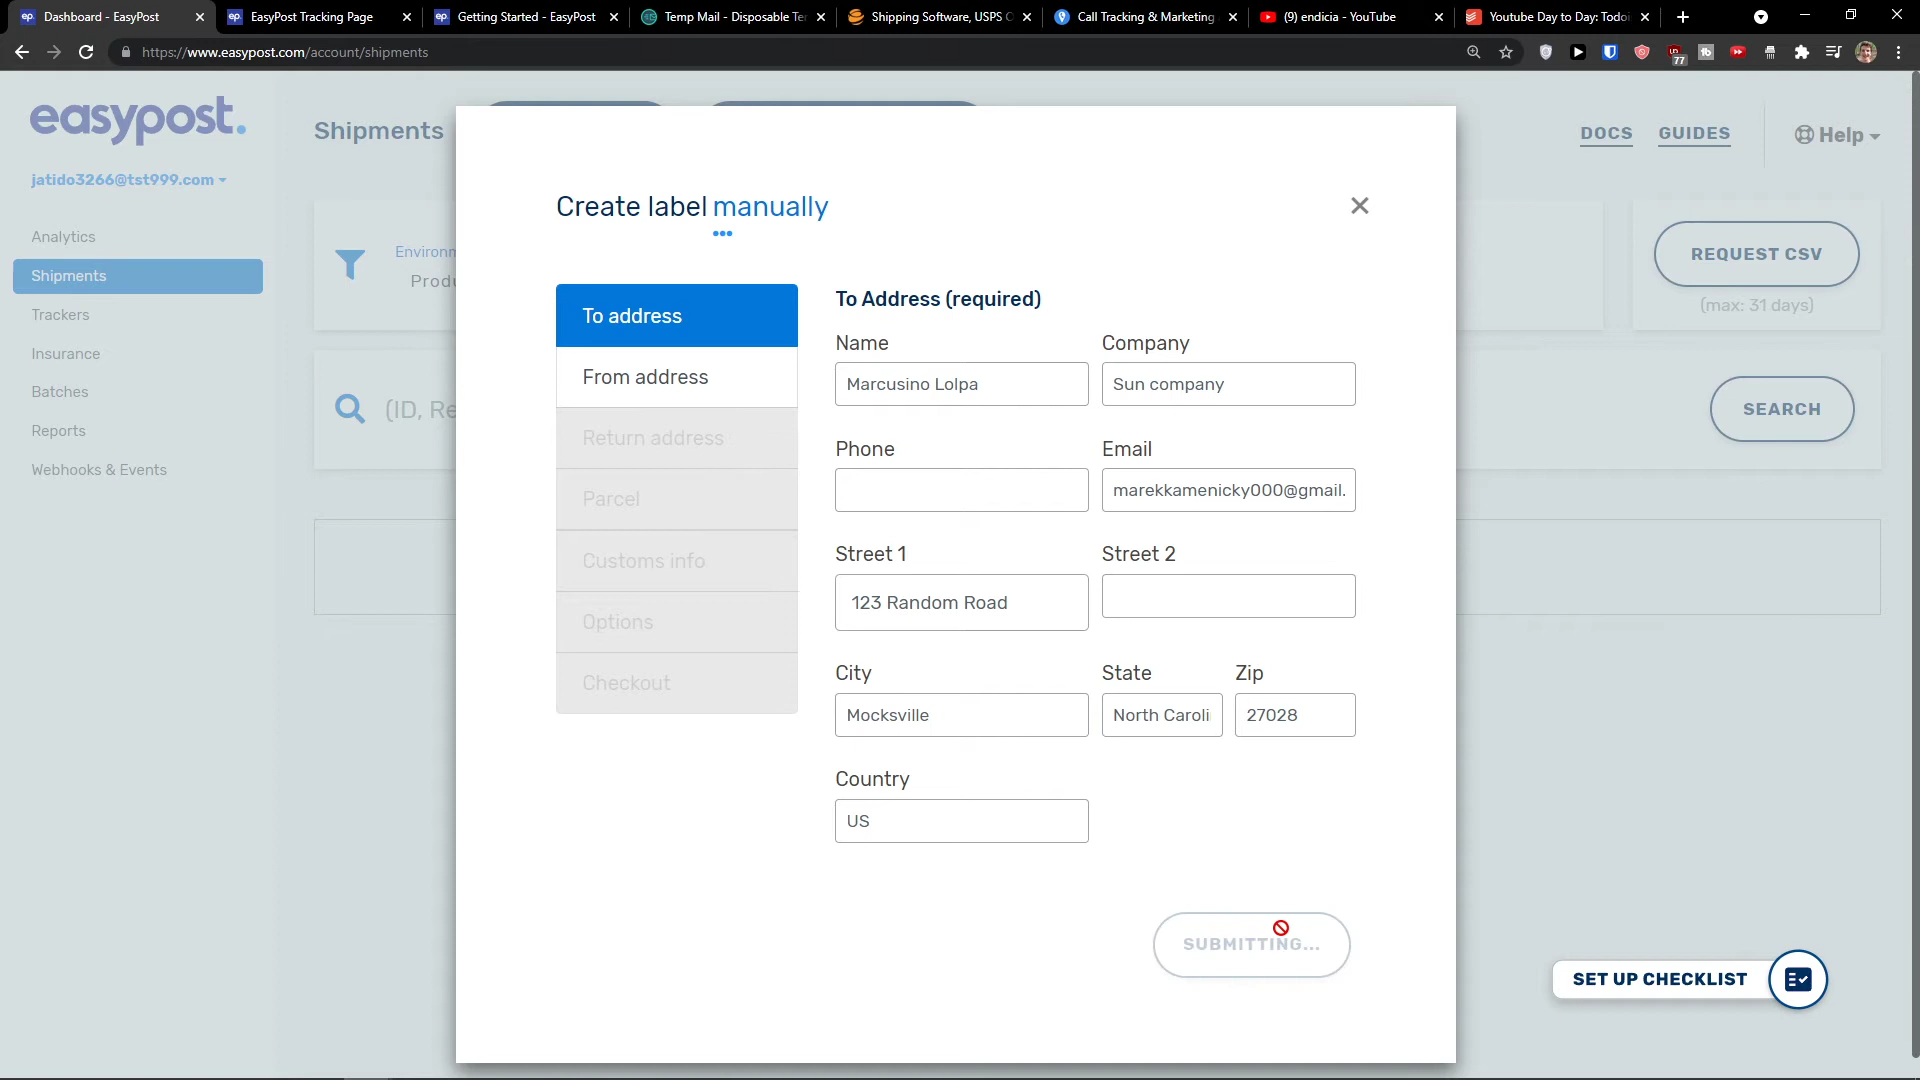 Dashboard - EasyPost
EasyPost Tracking Page
Getting Started - EasyPost
Temp Mail - Disposable Te
Shipping Software, USPS
Call Tracking & Marketing
(9) endicia - YouTube
Youtube Day to Day: Todoi
https://www.easypost.com/account/shipments
77
easypost.
jatido3266@tst999.com
Analytics
Shipments
Trackers
Insurance
Batches
Reports
Webhooks & Events
Shipments
DOCS
GUIDES
Help
Environm
Produ
REQUEST CSV
(max: 31 days)
(ID, Re
SEARCH
Create label manually
To address
From address
Return address
Parcel
Customs info
Options
Checkout
To Address (required)
Name
Company
Marcusino Lolpa
Sun company
Phone
Email
marekkamenicky000@gmail.
Street 1
Street 2
123 Random Road
City
State
Zip
Mocksville
North Caroli
27028
Country
US
SUBMITTING...
SET UP CHECKLIST